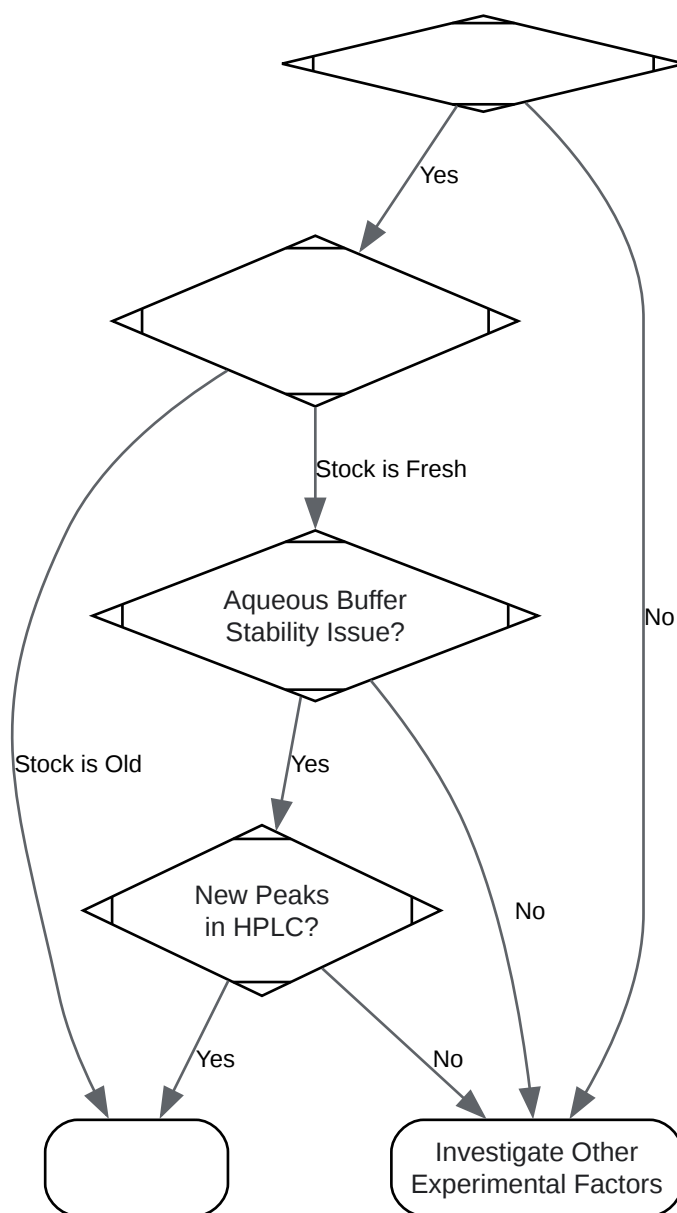 Yes
Stock is Fresh
No
Aqueous Buffer
Stability Issue?
Stock is Old
Yes
New Peaks
in HPLC?
No
Yes
No
Investigate Other
Experimental Factors